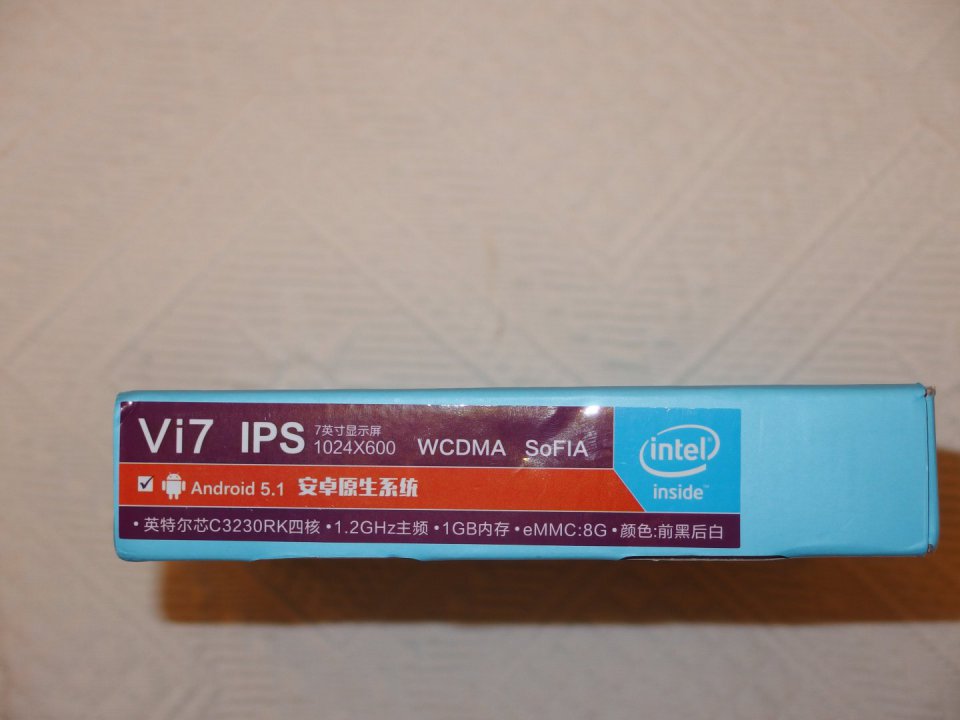 Vi7 IPS 7英寸显示屏 1024X600 WCDMA SoFIA
Android 5.1 安卓原生系统
intel inside™
•英特尔芯C3230RK四核 •1.2GHz主频 •1GB内存 •eMMC:8G •颜色:前黑后白